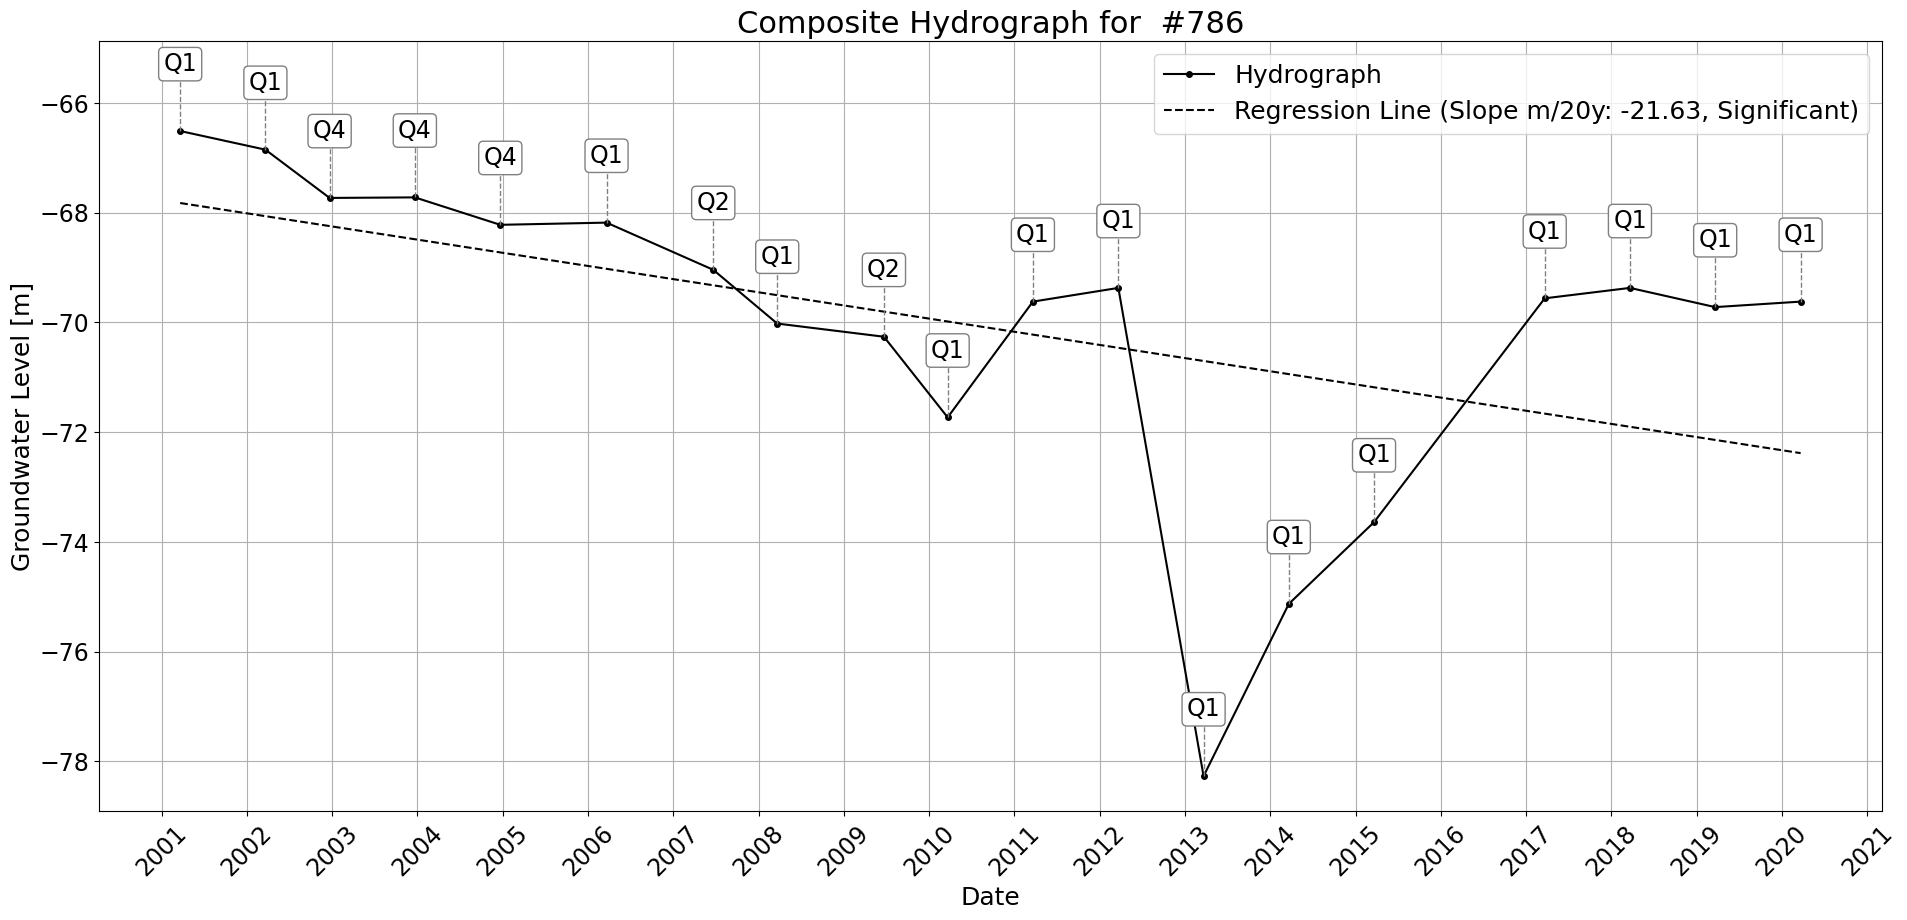 Composite Hydrograph for  #786
Hydrograph
Regression Line (Slope m/20y: -21.63, Significant)
Q1
Q1
Q4
Q4
Q4
Q1
Q2
Q1
Q2
Q1
Q1
Q1
Q1
Q1
Q1
Q1
Q1
Q1
Q1
Groundwater Level [m]
−66
−68
−70
−72
−74
−76
−78
2001
2002
2003
2004
2005
2006
2007
2008
2009
2010
2011
2012
2013
2014
2015
2016
2017
2018
2019
2020
2021
Date